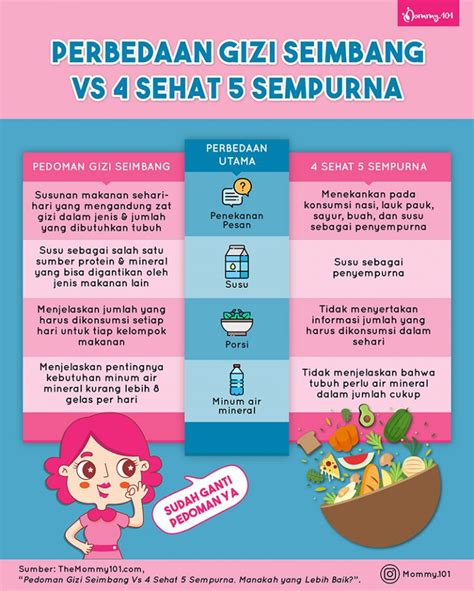 Mommy.101
PERBEDAAN GIZI SEIMBANG
VS 4 SEHAT 5 SEMPURNA
PEDOMAN GIZI SEIMBANG
PERBEDAAN
UTAMA
4 SEHAT 5 SEMPURNA
Susunan makanan sehari-
hari yang mengandung zat
gizi dalam jenis & jumlah
yang dibutuhkan tubuh
Penekanan
Pesan
Menekankan pada
konsumsi nasi, lauk pauk,
sayur, buah, dan susu
sebagai penyempurna
Susu sebagai salah satu
sumber protein & mineral
yang bisa digantikan oleh
jenis makanan lain
Susu
Susu sebagai
penyempurna
Menjelaskan jumlah yang
harus dikonsumsi setiap
hari untuk tiap kelompok
makanan
Porsi
Tidak menyertakan
informasi jumlah yang
harus dikonsumsi dalam
sehari
Menjelaskan pentingnya
kebutuhan minum air
mineral kurang lebih 8
gelas per hari
Minum air
mineral
Tidak menjelaskan bahwa
tubuh perlu air mineral
dalam jumlah cukup
SUDAH GANTI
PEDOMAN YA
Sumber: TheMommy101.com,
"Pedoman Gizi Seimbang Vs 4 Sehat 5 Sempurna. Manakah yang Lebih Baik?".
Mommy.101